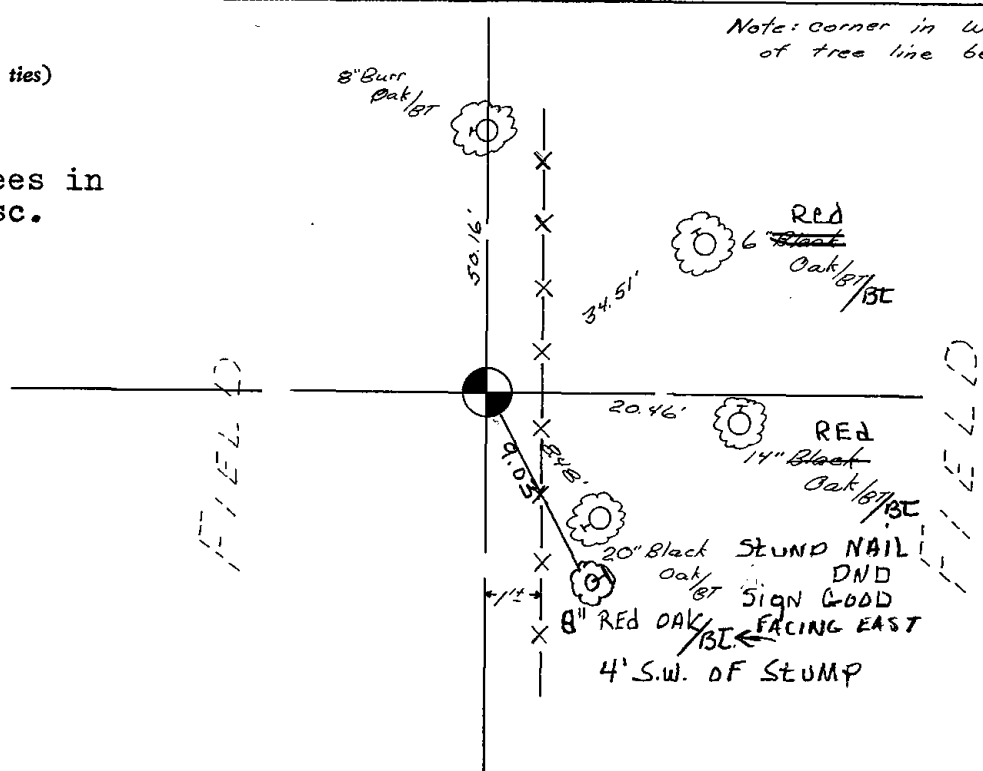 Note: corner in W
of tree line be
ties)
8" Burr
Oak/BT
ees in
sc.
50.16'
Red
6" Black
Oak/BT/BT
34.51'
FIELD
20.46'
RED
14" Black
Oak/BT/BT
FIELD
9.03
8.48'
20" Black
Oak/BT
STUND NAIL
DND
SIGN GOOD
FACING EAST
1'±
8" RED OAK/BT.
4' S.W. OF STUMP